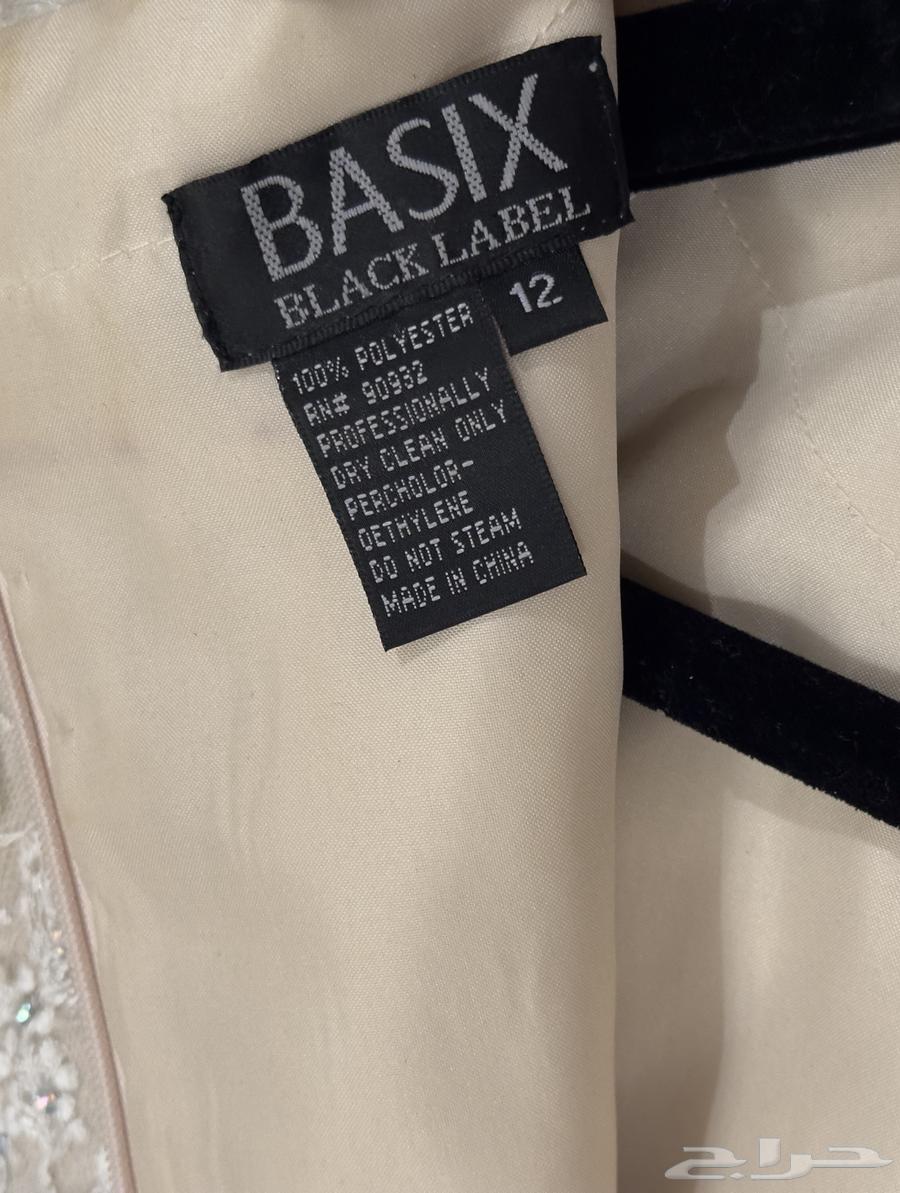 BASIX
BLACK LABEL
12
100% POLYESTER
RN# 90932
PROFESSIONALLY
DRY CLEAN ONLY
PERCHOLOR-
OETHYLENE
DO NOT STEAM
MADE IN CHINA
حراج